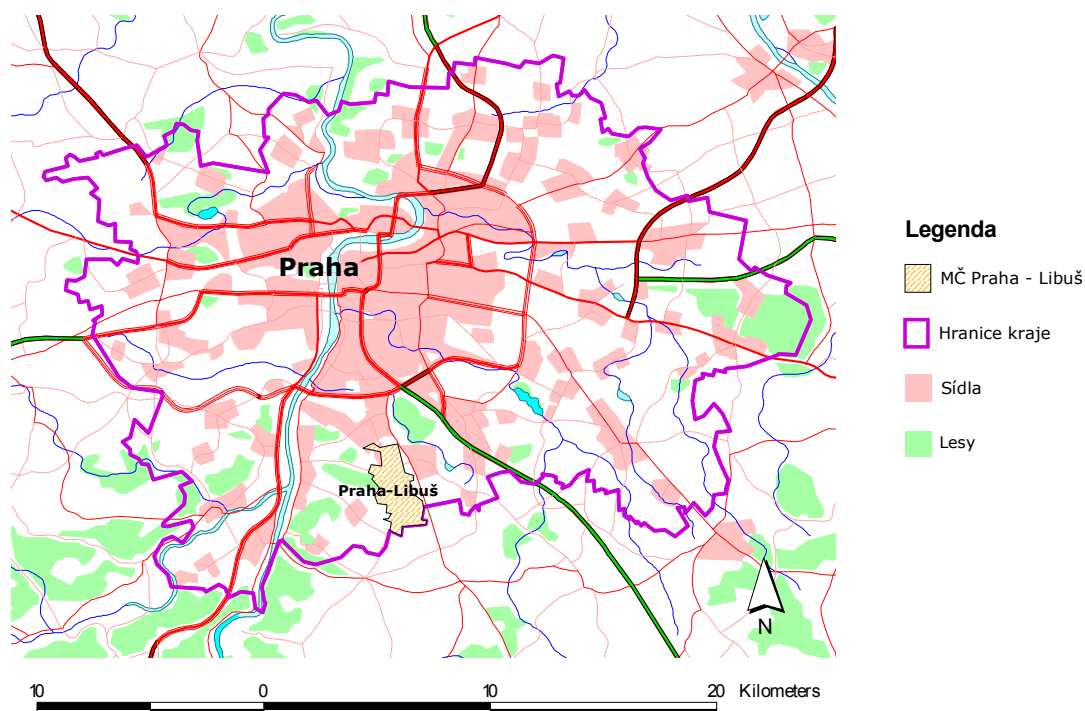 Praha
Praha-Libuš
N
Legenda
MČ Praha - Libuš
Hranice kraje
Sídla
Lesy
10 0 10 20 Kilometers